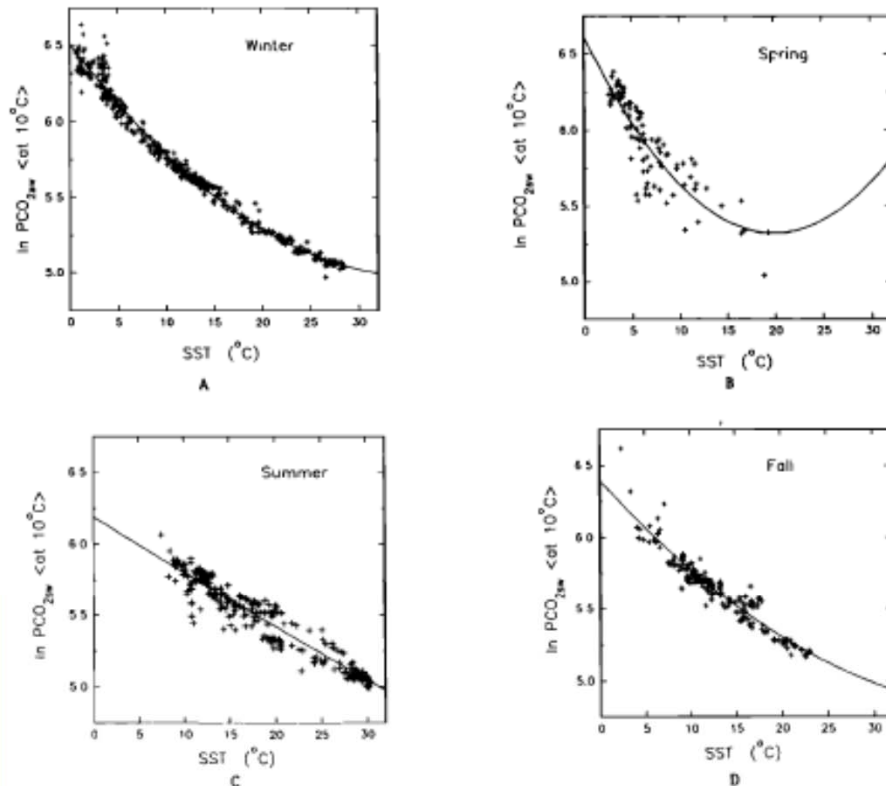 Winter
6.5
6.0
5.5
5.0
ln PCO2sw <at 10°C>
0 5 10 15 20 25 30
SST (°C)
A
Spring
6.5
6.0
5.5
5.0
ln PCO2sw <at 10°C>
0 5 10 15 20 25 30
SST (°C)
B
Summer
6.5
6.0
5.5
5.0
ln PCO2sw <at 10°C>
0 5 10 15 20 25 30
SST (°C)
C
Fall
6.5
6.0
5.5
5.0
ln PCO2sw <at 10°C>
0 5 10 15 20 25 30
SST (°C)
D